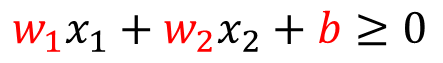 w₁x₁ + w₂x₂ + b ≥ 0